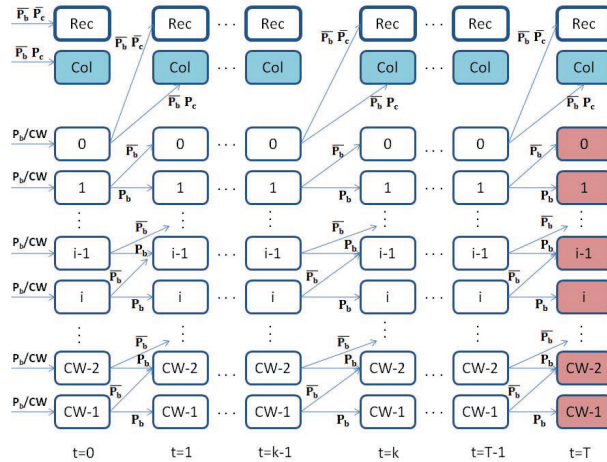 P̅b̅ P̅c̅ Rec Rec . . . Rec Rec . . . Rec Rec
P̅b̅ Pc Col Col . . . Col Col . . . Col Col
P̅b̅ P̅c̅ P̅b̅ P̅c̅ P̅b̅ P̅c̅
P̅b̅ Pc P̅b̅ Pc P̅b̅ Pc
Pb/CW 0 0 . . . 0 0 . . . 0 0
P̅b̅ P̅b̅ P̅b̅ P̅b̅
Pb/CW 1 Pb 1 . . . 1 Pb 1 . . . 1 Pb 1
P̅b̅ P̅b̅ P̅b̅
Pb/CW i-1 Pb i-1 . . . i-1 Pb i-1 . . . i-1 Pb i-1
P̅b̅ P̅b̅ P̅b̅
Pb/CW i Pb i . . . i Pb i . . . i Pb i
P̅b̅ P̅b̅ P̅b̅
Pb/CW CW-2 Pb CW-2 . . . CW-2 Pb CW-2 . . . CW-2 Pb CW-2
P̅b̅ P̅b̅ P̅b̅
Pb/CW CW-1 Pb CW-1 . . . CW-1 Pb CW-1 . . . CW-1 Pb CW-1
t=0 t=1 t=k-1 t=k t=T-1 t=T